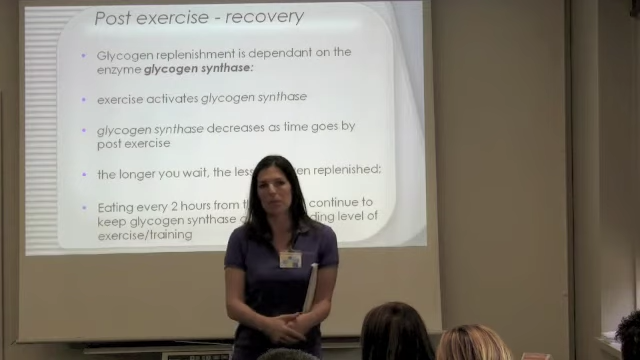 Post exercise - recovery
Glycogen replenishment is dependant on the
enzyme glycogen synthase:
exercise activates glycogen synthase
glycogen synthase decreases as time goes by
post exercise
the longer you wait, the less replenished:
Eating every 2 hours from continue to
keep glycogen synthase level of
exercise/training